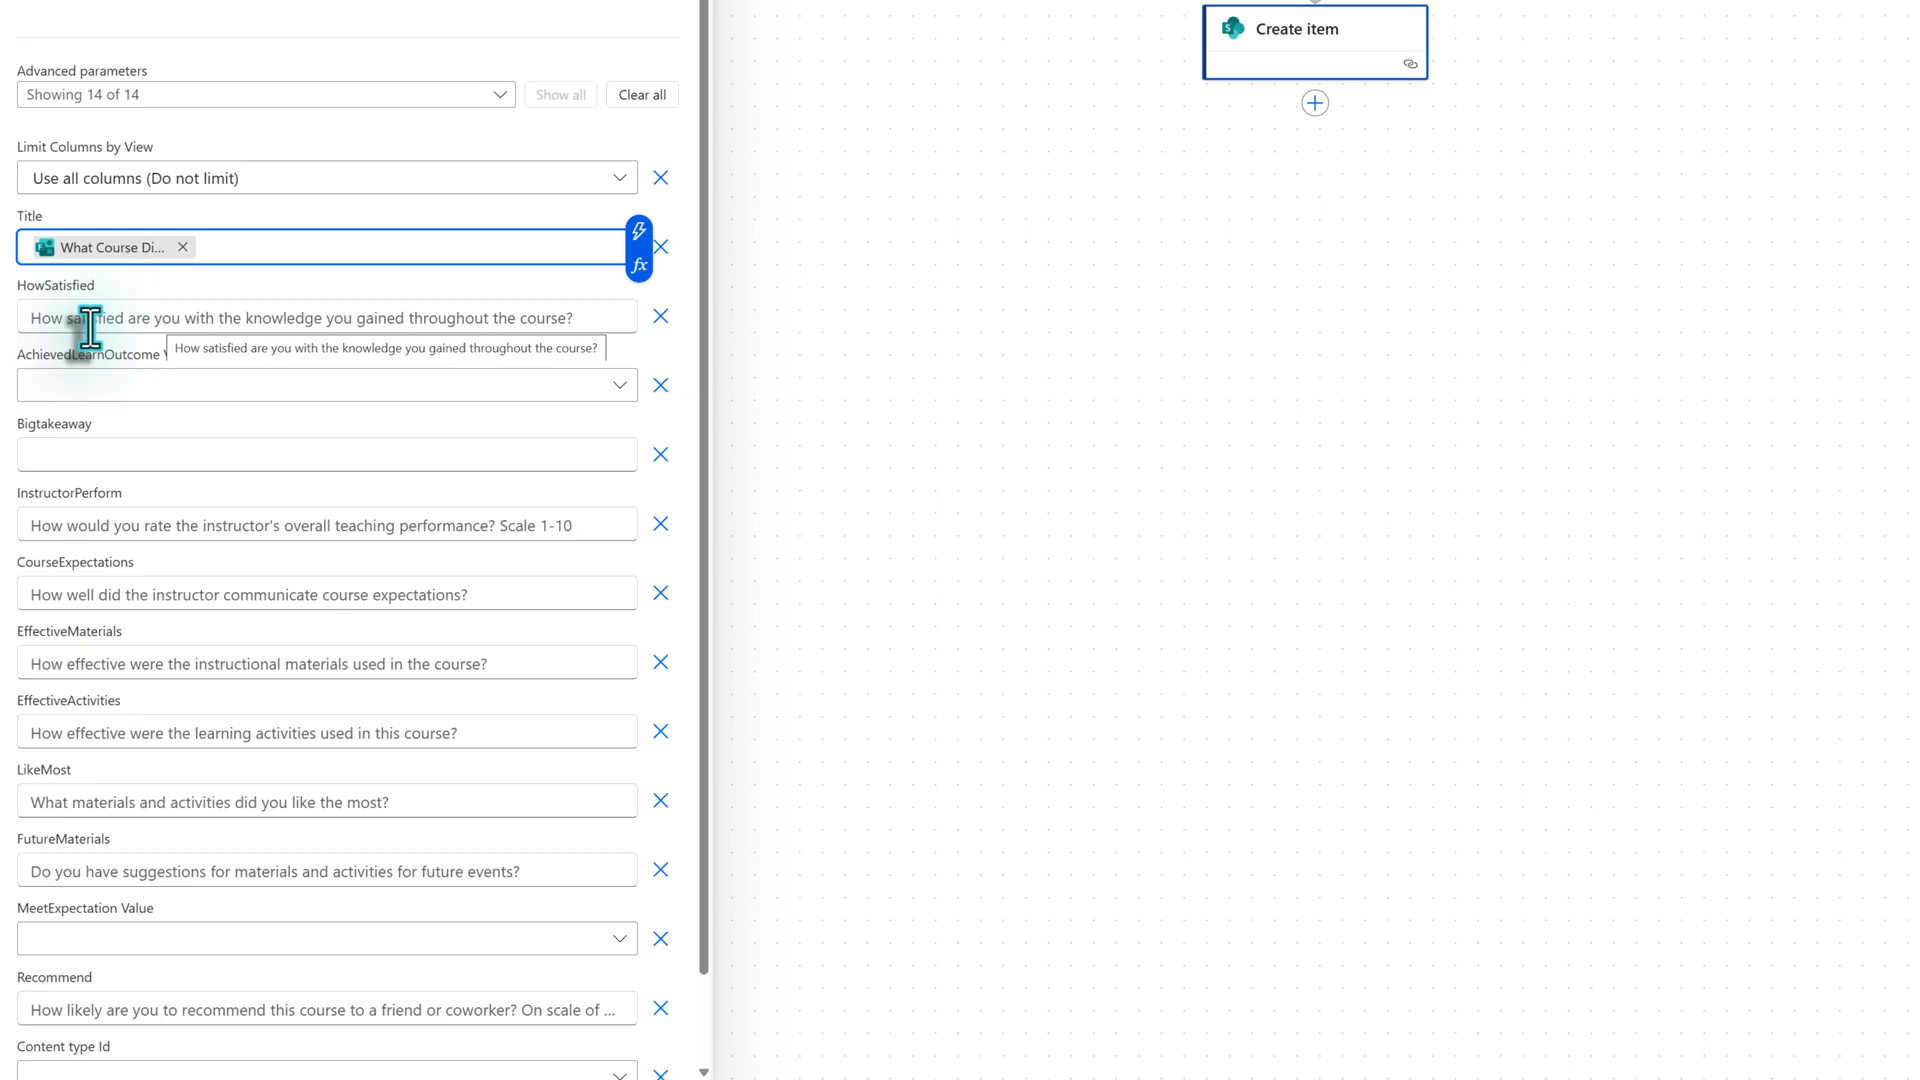 Create item
Advanced parameters
Showing 14 of 14
Show all
Clear all
Limit Columns by View
Use all columns (Do not limit)
Title
What Course Di...
fx
HowSatisfied
How satisfied are you with the knowledge you gained throughout the course?
How satisfied are you with the knowledge you gained throughout the course?
AchievedLearnOutcome
Bigtakeaway
InstructorPerform
How would you rate the instructor's overall teaching performance? Scale 1-10
CourseExpectations
How well did the instructor communicate course expectations?
EffectiveMaterials
How effective were the instructional materials used in the course?
EffectiveActivities
How effective were the learning activities used in this course?
LikeMost
What materials and activities did you like the most?
FutureMaterials
Do you have suggestions for materials and activities for future events?
MeetExpectation Value
Recommend
How likely are you to recommend this course to a friend or coworker? On scale of ...
Content type Id